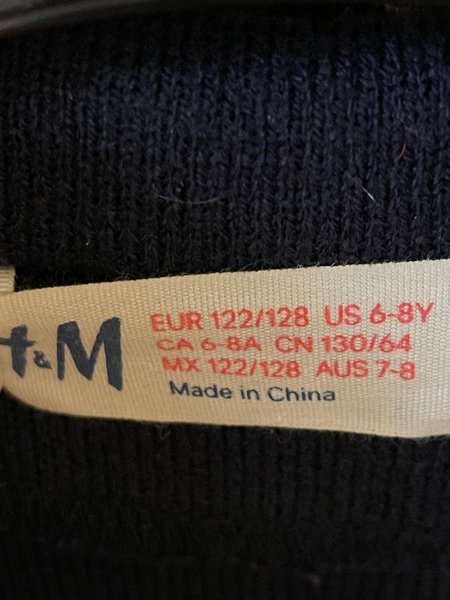 H&M
EUR 122/128 US 6-8Y
CA 6-8A CN 130/64
MX 122/128 AUS 7-8
Made in China